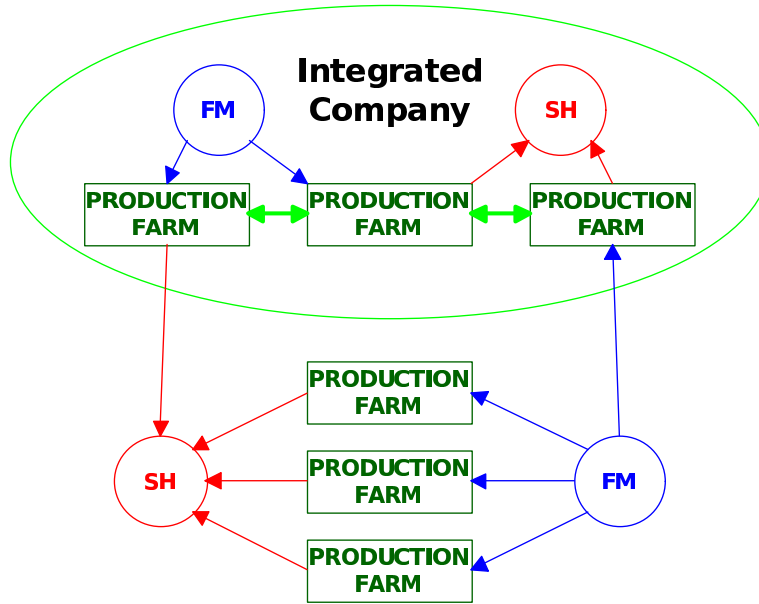 Integrated
Company
FM
SH
PRODUCTION
FARM
PRODUCTION
FARM
PRODUCTION
FARM
PRODUCTION
FARM
SH
PRODUCTION
FARM
FM
PRODUCTION
FARM